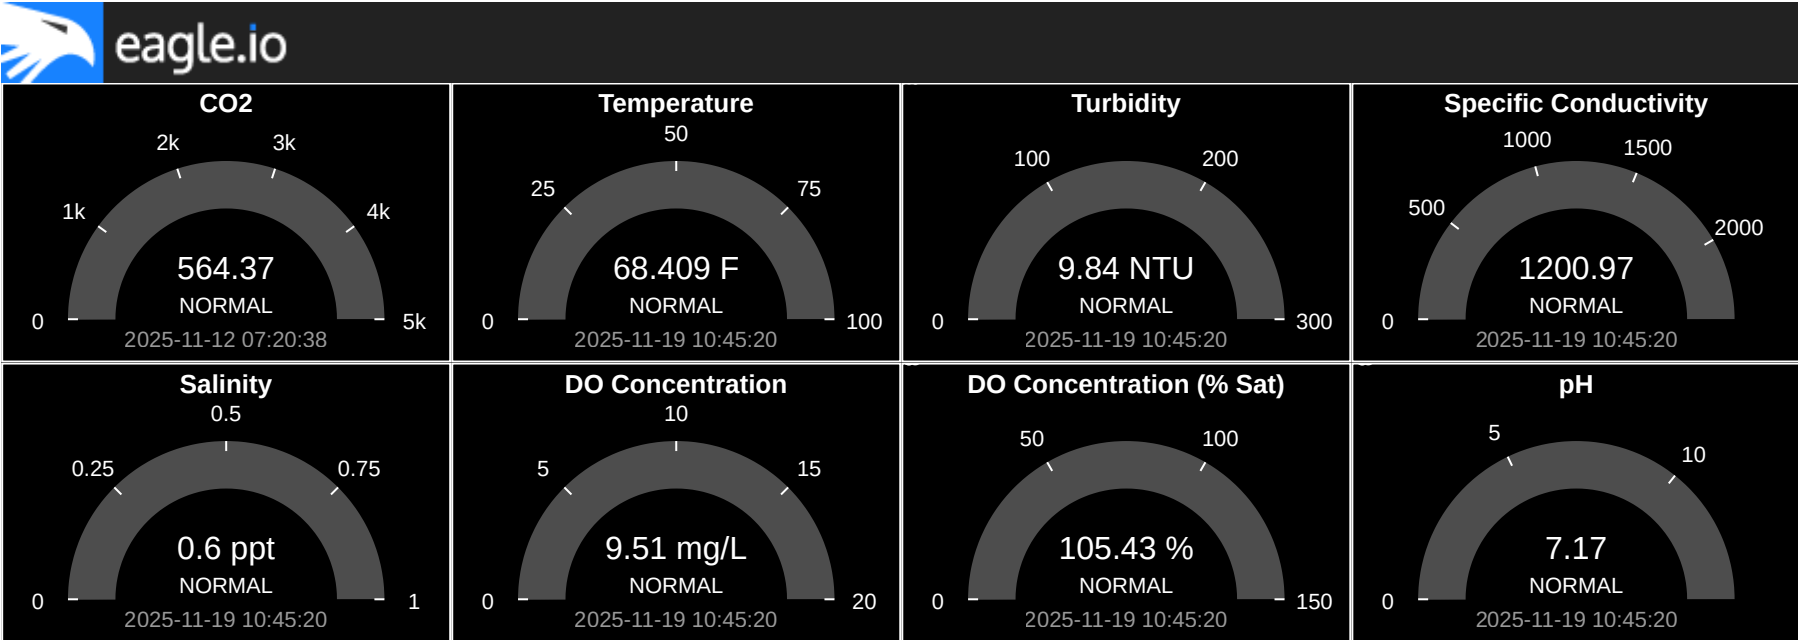 eagle.io
CO2
2k
3k
1k
4k
564.37
NORMAL
0
5k
2025-11-12 07:20:38
Temperature
50
25
75
68.409 F
NORMAL
0
100
2025-11-19 10:45:20
Turbidity
100
200
9.84 NTU
NORMAL
0
300
2025-11-19 10:45:20
Specific Conductivity
1000
1500
500
2000
1200.97
NORMAL
0
2025-11-19 10:45:20
Salinity
0.5
0.25
0.75
0.6 ppt
NORMAL
0
1
2025-11-19 10:45:20
DO Concentration
10
5
15
9.51 mg/L
NORMAL
0
20
2025-11-19 10:45:20
DO Concentration (% Sat)
50
100
105.43 %
NORMAL
0
150
2025-11-19 10:45:20
pH
5
10
7.17
NORMAL
0
2025-11-19 10:45:20